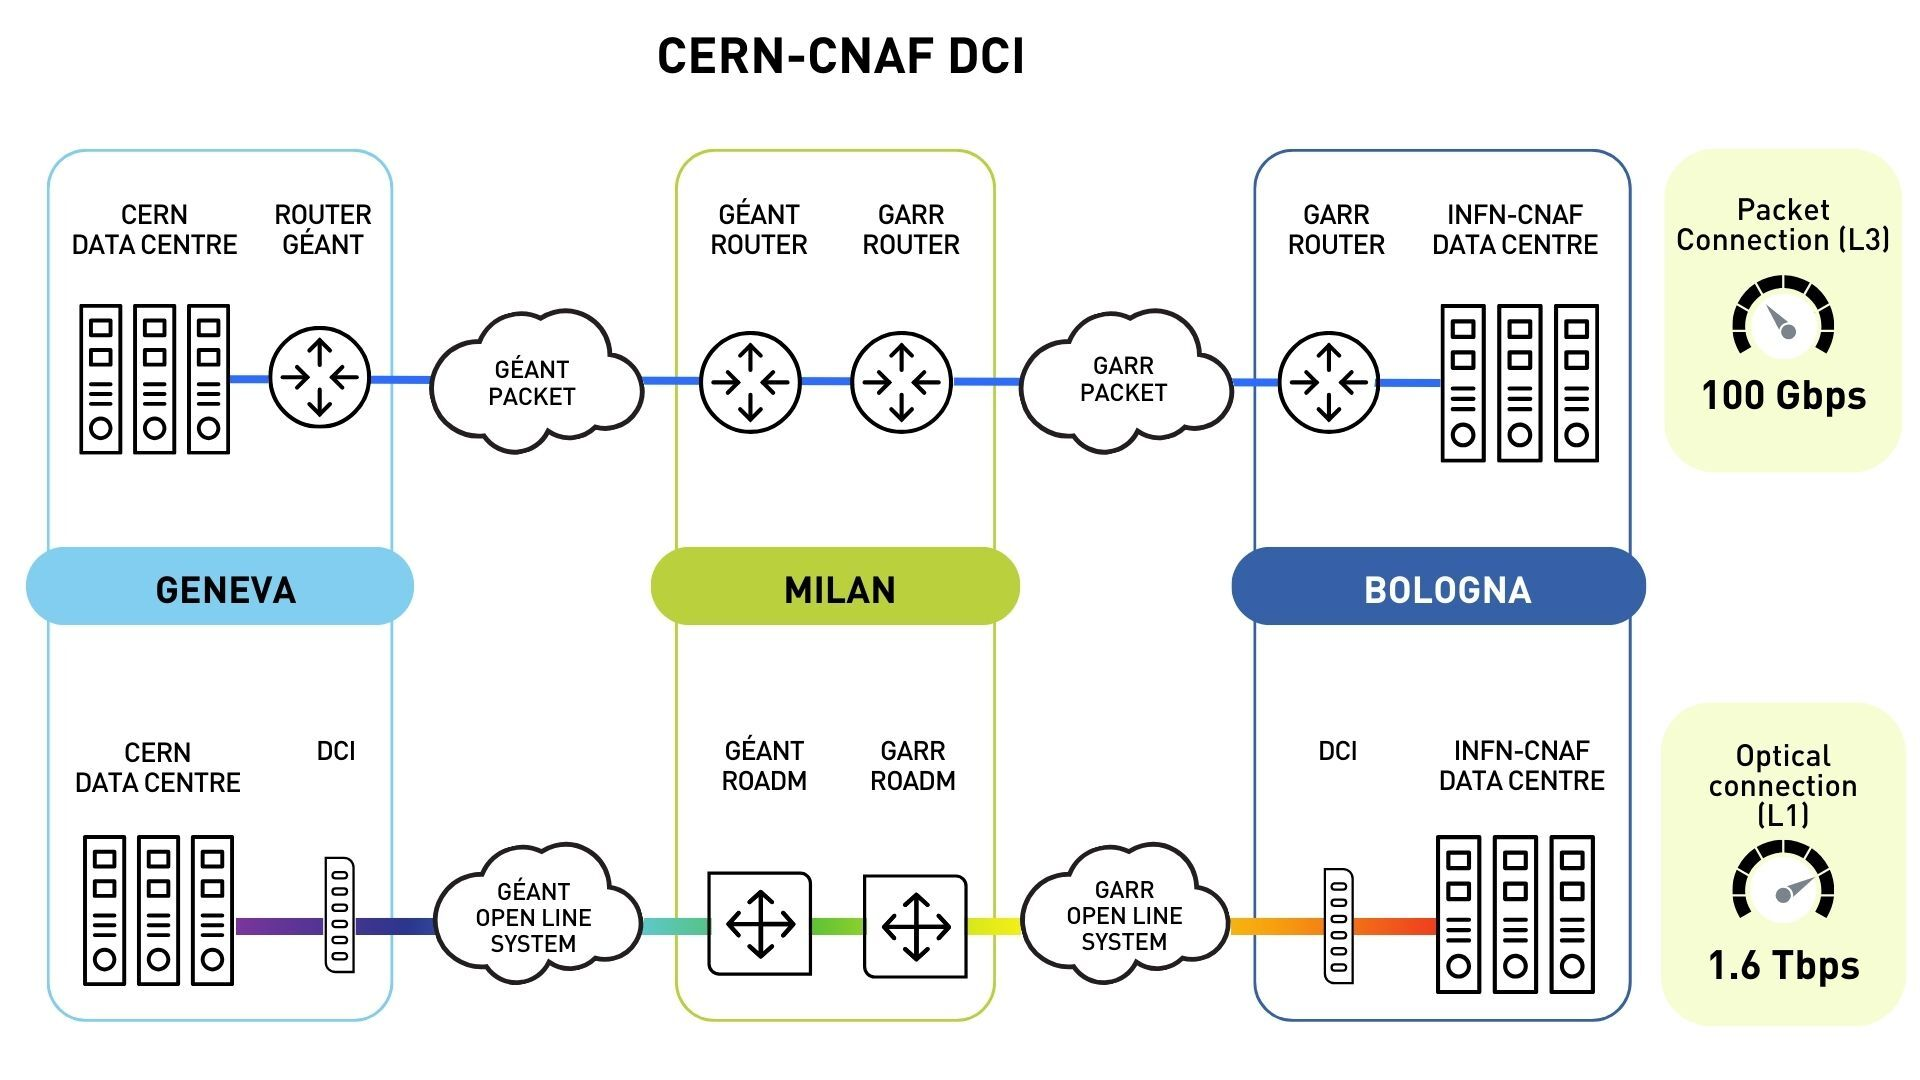 CERN-CNAF DCI
CERN
DATA CENTRE
ROUTER
GÉANT
GÉANT
ROUTER
GARR
ROUTER
GARR
ROUTER
INFN-CNAF
DATA CENTRE
Packet
Connection (L3)
GÉANT
PACKET
GARR
PACKET
100 Gbps
GENEVA
MILAN
BOLOGNA
CERN
DATA CENTRE
DCI
GÉANT
ROADM
GARR
ROADM
DCI
INFN-CNAF
DATA CENTRE
Optical
connection
(L1)
GÉANT
OPEN LINE
SYSTEM
GARR
OPEN LINE
SYSTEM
1.6 Tbps